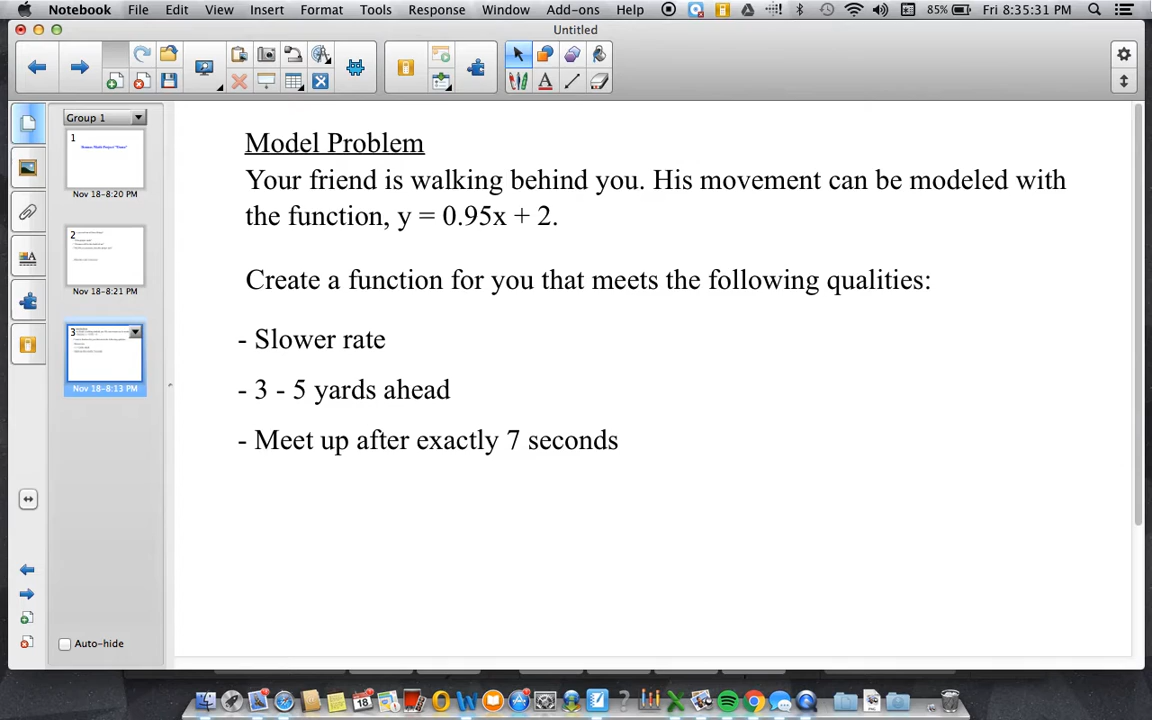 Notebook File Edit View Insert Format Tools Response Window Add-ons Help 85% Fri 8:35:31 PM
Untitled
Group 1
1
Nov 18-8:20 PM
2
Nov 18-8:21 PM
3
Nov 18-8:13 PM
Auto-hide
Model Problem
Your friend is walking behind you. His movement can be modeled with
the function, y = 0.95x + 2.
Create a function for you that meets the following qualities:
- Slower rate
- 3 - 5 yards ahead
- Meet up after exactly 7 seconds